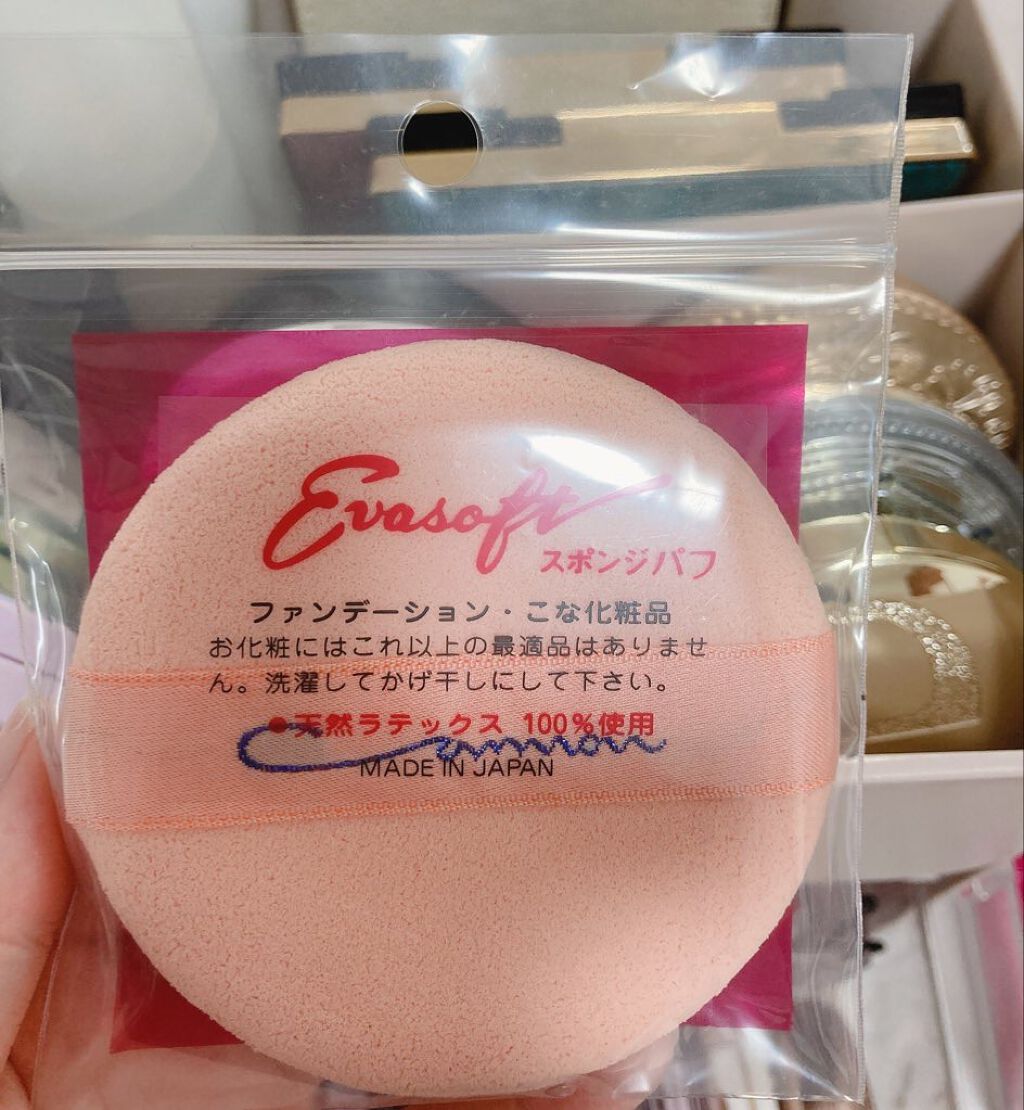 Evasoft
スポンジパフ
ファンデーション・こな化粧品
お化粧にはこれ以上の最適品はありませ
ん。洗濯してかげ干しにして下さい。
●天然ラテックス 100%使用
MADE IN JAPAN